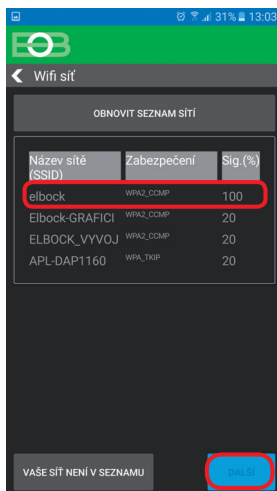 31% 13:03
EOB
Wifi síť
OBNOVIT SEZNAM SÍTÍ
Název sítě (SSID) Zabezpečení Sig.(%)
elbock WPA2_CCMP 100
Elbock-GRAFICI WPA2_CCMP 20
ELBOCK_VYVOJ WPA2_CCMP 20
APL-DAP1160 WPA_TKIP 20
VAŠE SÍŤ NENÍ V SEZNAMU
DALŠÍ